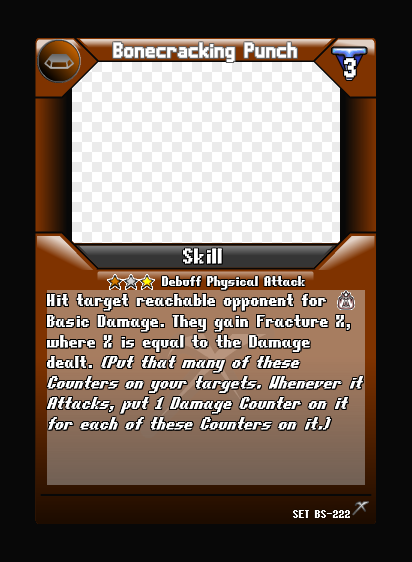 Bonecracking Punch
3
Skill
Debuff Physical Attack
Hit target reachable opponent for
Basic Damage. They gain Fracture X,
where X is equal to the Damage
dealt. (Put that many of these
Counters on your targets. Whenever it
Attacks, put 1 Damage Counter on it
for each of these Counters on it.)
SET BS-222